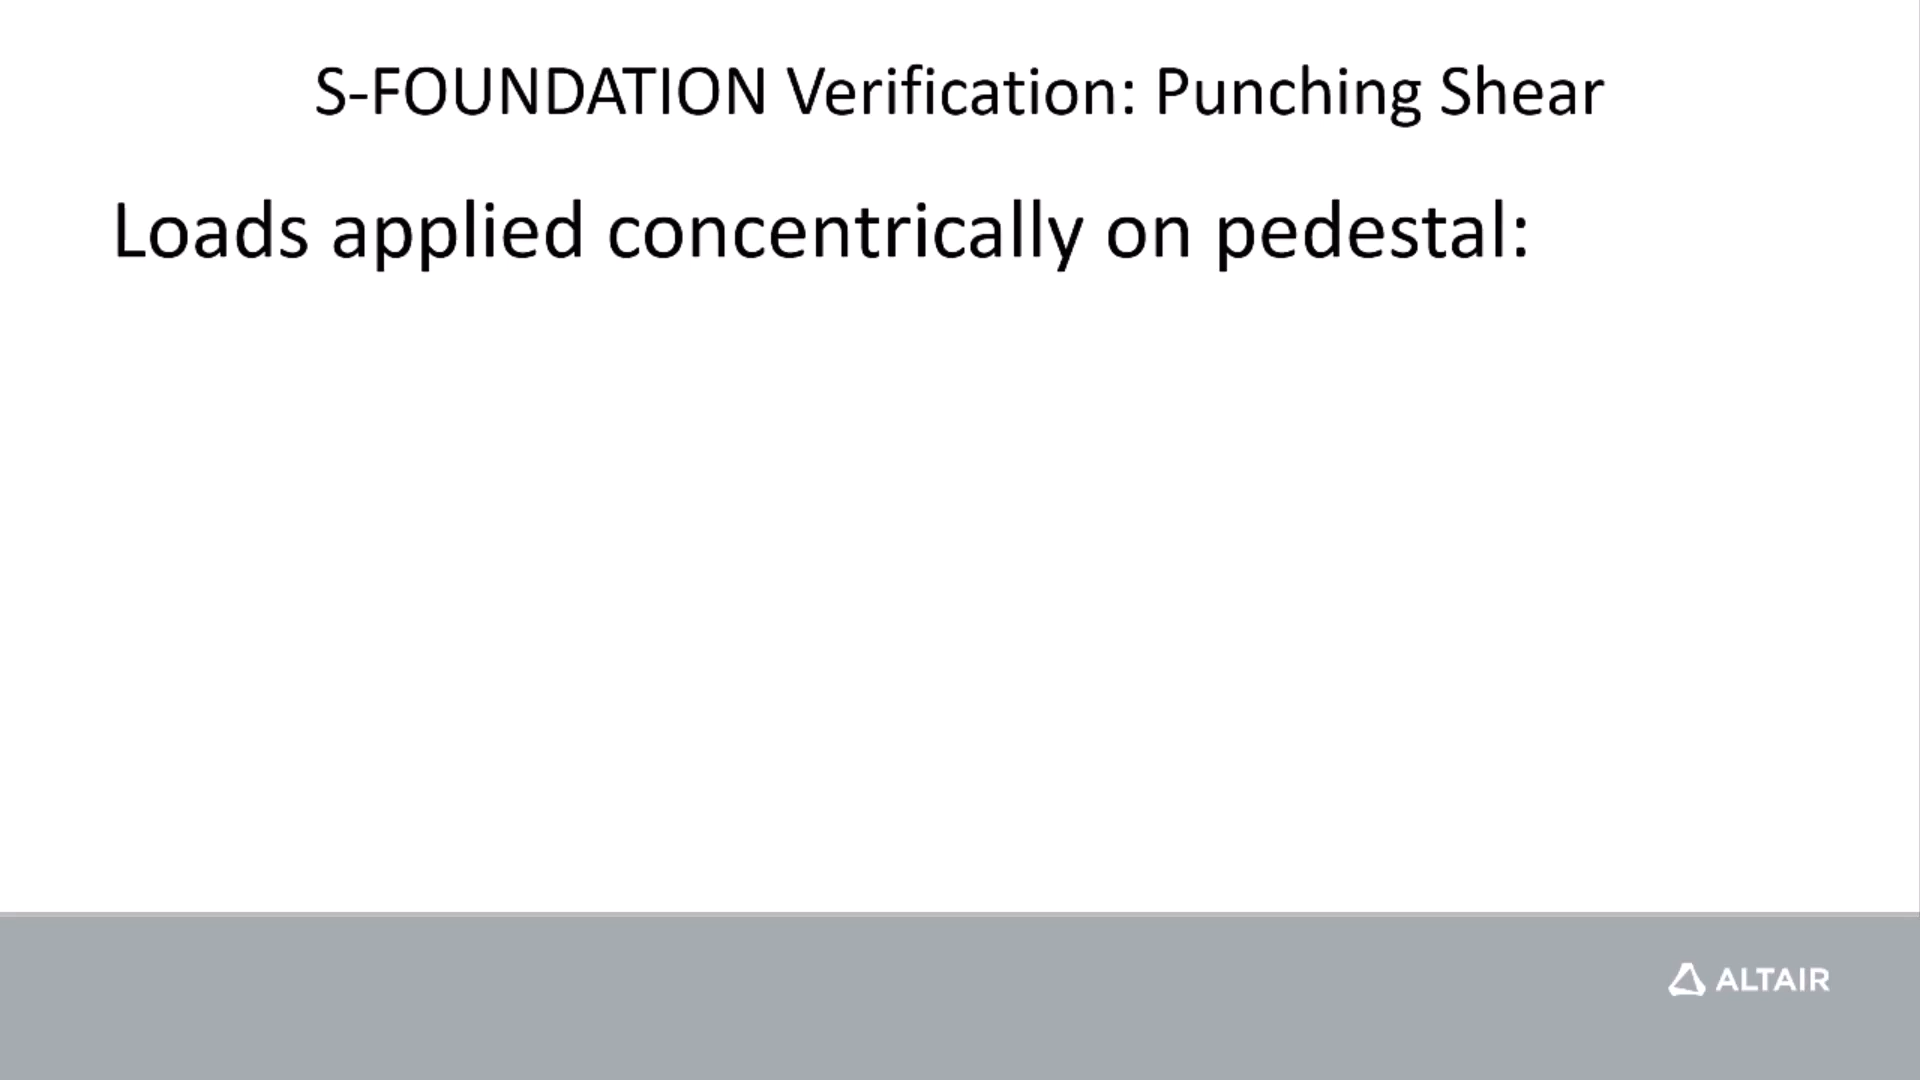 S-FOUNDATION Verification: Punching Shear
Loads applied concentrically on pedestal:
ALTAIR